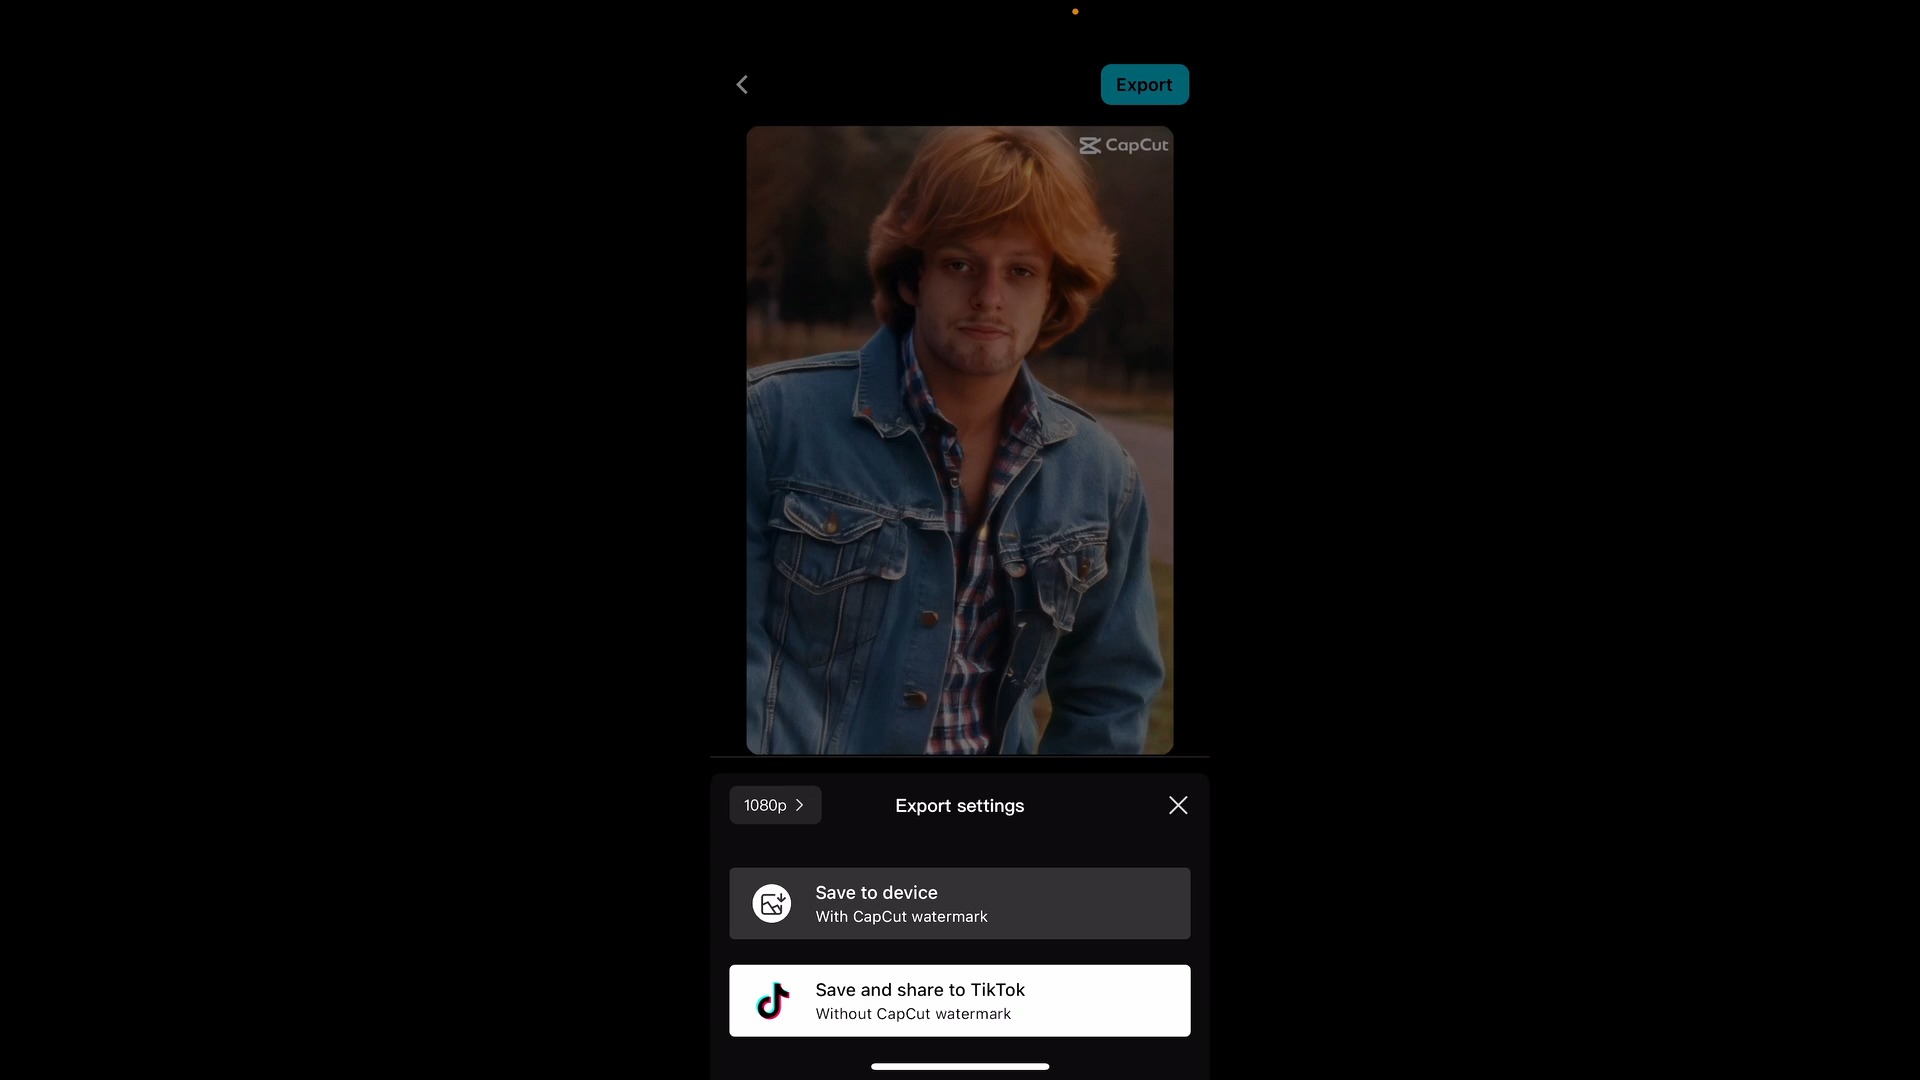 Export
CapCut
1080p
Export settings
Save to device
With CapCut watermark
Save and share to TikTok
Without CapCut watermark